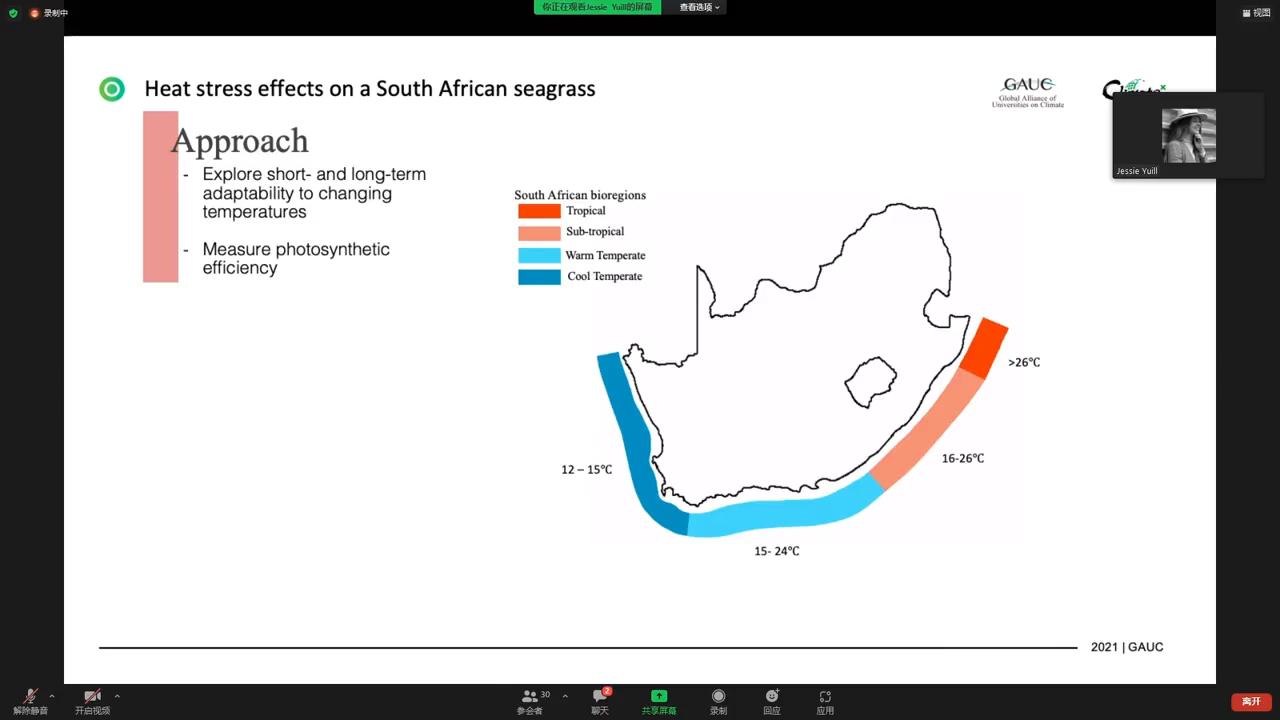 录制中
你正在观看Jessie Yuill的屏幕
查看选项
视图
Heat stress effects on a South African seagrass
GAUC
Global Alliance of
Universities on Climate
Jessie Yuill
Approach
- Explore short- and long-term
adaptability to changing
temperatures
- Measure photosynthetic
efficiency
South African bioregions
Tropical
Sub-tropical
Warm Temperate
Cool Temperate
>26°C
16-26°C
12 – 15°C
15- 24°C
2021 | GAUC
解除静音
开启视频
30
参会者
2
聊天
共享屏幕
录制
回应
应用
离开